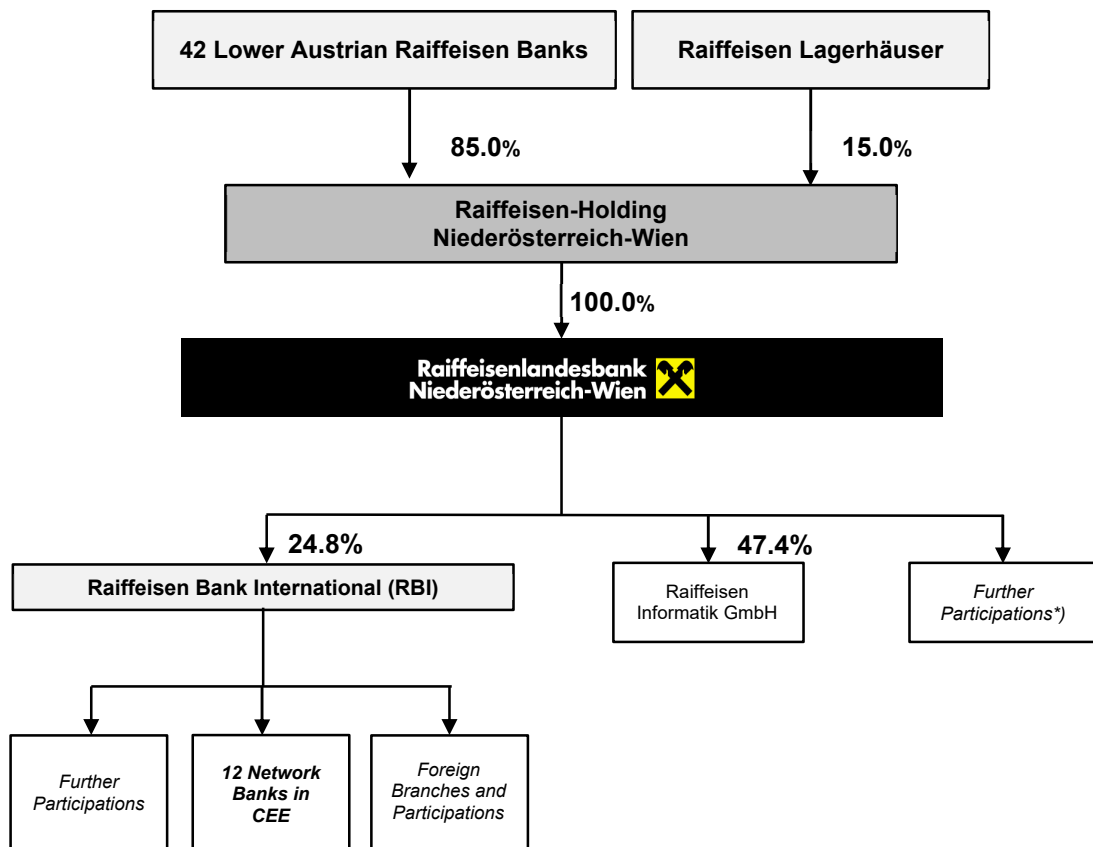 42 Lower Austrian Raiffeisen Banks
Raiffeisen Lagerhäuser
85.0%
15.0%
Raiffeisen-Holding
Niederösterreich-Wien
100.0%
Raiffeisenlandesbank
Niederösterreich-Wien
24.8%
47.4%
Raiffeisen Bank International (RBI)
Raiffeisen
Informatik GmbH
Further
Participations*)
Further
Participations
12 Network
Banks in
CEE
Foreign
Branches and
Participations